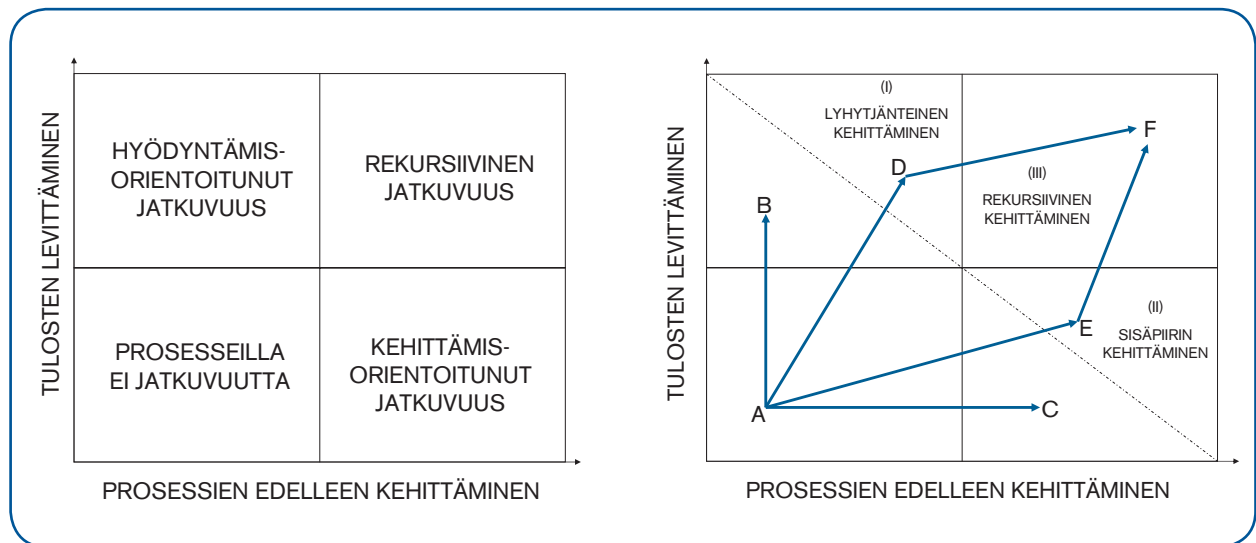 TULOSTEN LEVITTÄMINEN
HYÖDYNTÄMIS-
ORIENTOITUNUT
JATKUVUUS
REKURSIIVINEN
JATKUVUUS
PROSESSEILLA
EI JATKUVUUTTA
KEHITTÄMIS-
ORIENTOITUNUT
JATKUVUUS
PROSESSIEN EDELLEEN KEHITTÄMINEN
TULOSTEN LEVITTÄMINEN
(I)
LYHYTJÄNTEINEN
KEHITTÄMINEN
F
D
(III)
REKURSIIVINEN
KEHITTÄMINEN
B
(II)
SISÄPIIRIN
KEHITTÄMINEN
E
A
C
PROSESSIEN EDELLEEN KEHITTÄMINEN